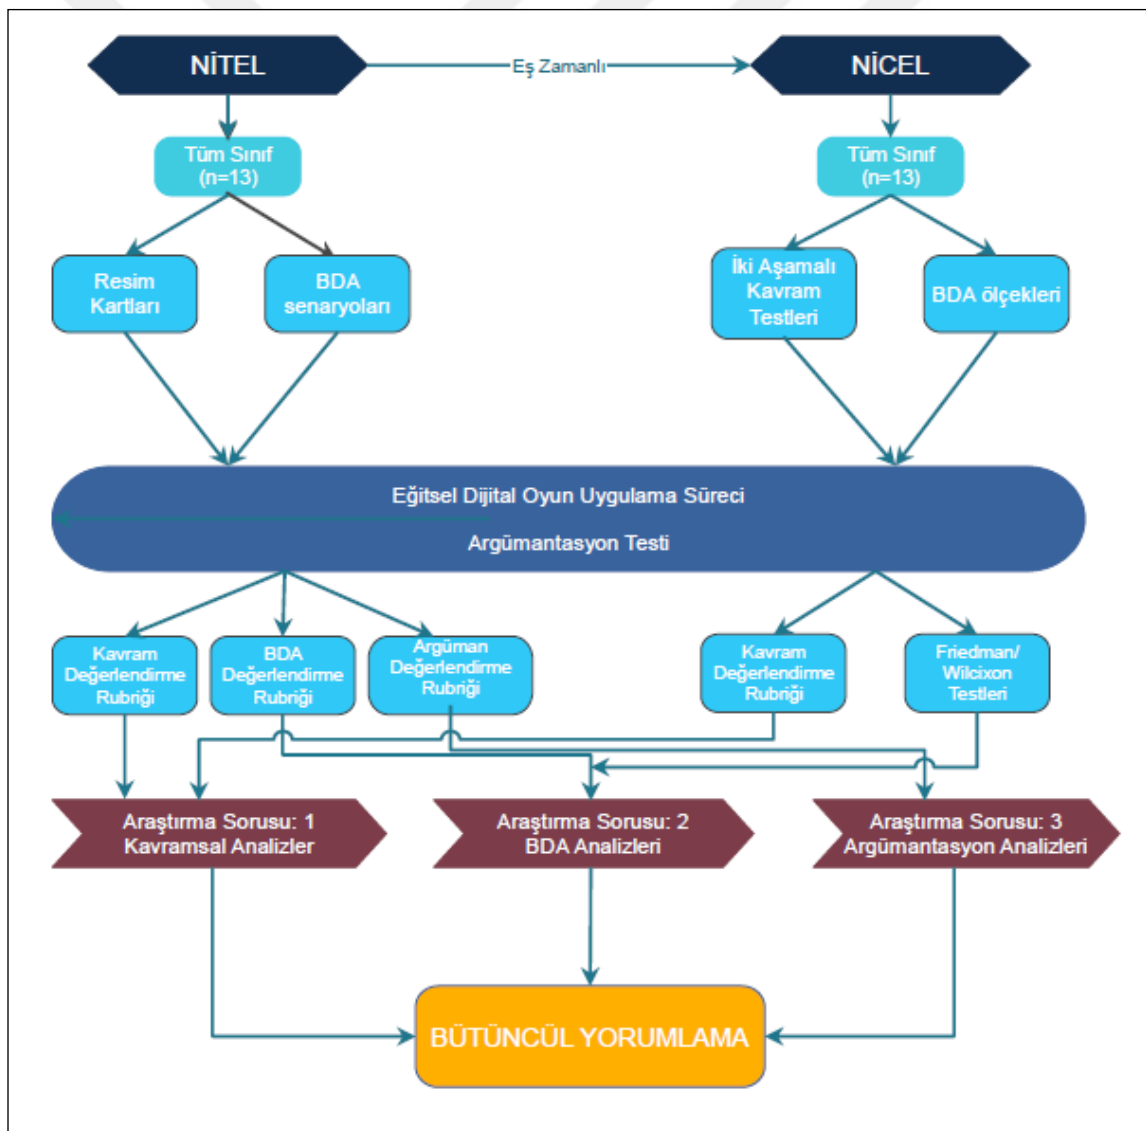 NİTEL
Eş Zamanlı
NİCEL
Tüm Sınıf
(n=13)
Tüm Sınıf
(n=13)
Resim
Kartları
BDA
senaryoları
İki Aşamalı
Kavram
Testleri
BDA ölçekleri
Eğitsel Dijital Oyun Uygulama Süreci
Argümantasyon Testi
Kavram
Değerlendirme
Rubriği
BDA
Değerlendirme
Rubriği
Argüman
Değerlendirme
Rubriği
Kavram
Değerlendirme
Rubriği
Friedman/
Wilcixon
Testleri
Araştırma Sorusu: 1
Kavramsal Analizler
Araştırma Sorusu: 2
BDA Analizleri
Araştırma Sorusu: 3
Argümantasyon Analizleri
BÜTÜNCÜL YORUMLAMA